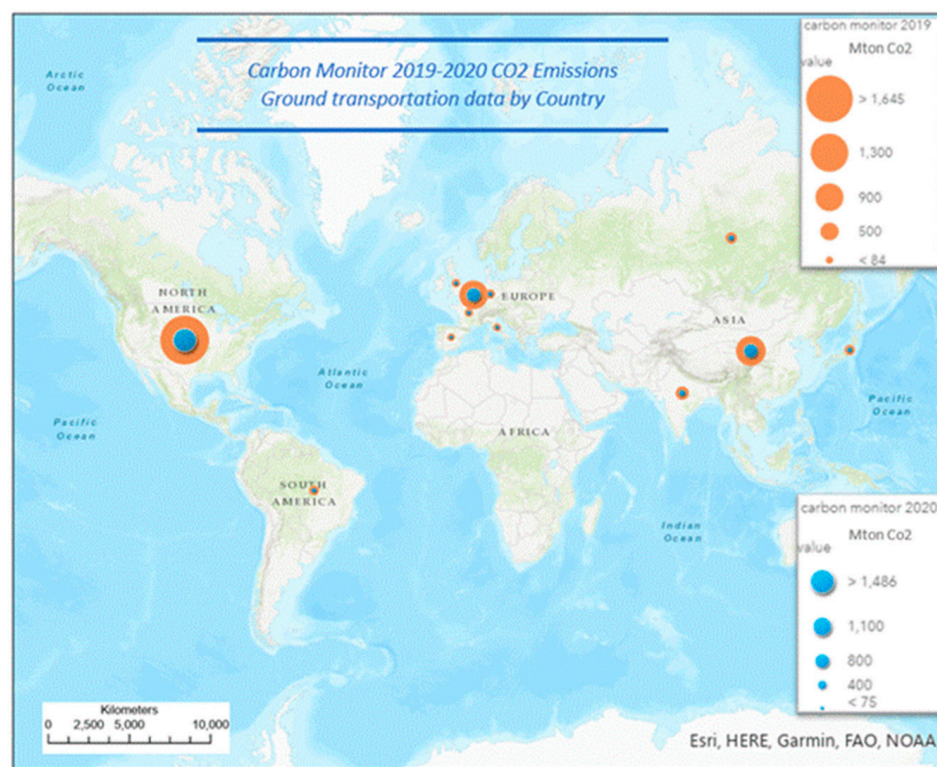 Carbon Monitor 2019-2020 CO2 Emissions
Ground transportation data by Country
carbon monitor 2019
Mton Co2
value
> 1,645
1,300
900
500
< 84
Arctic
Ocean
NORTH
AMERICA
EUROPE
ASIA
Atlantic
Ocean
Pacific
Ocean
Pacific
Ocean
AFRICA
SOUTH
AMERICA
Indian
Ocean
carbon monitor 2020
Mton Co2
value
> 1,486
1,100
800
400
< 75
Kilometers
0 2,500 5,000 10,000
Esri, HERE, Garmin, FAO, NOAA